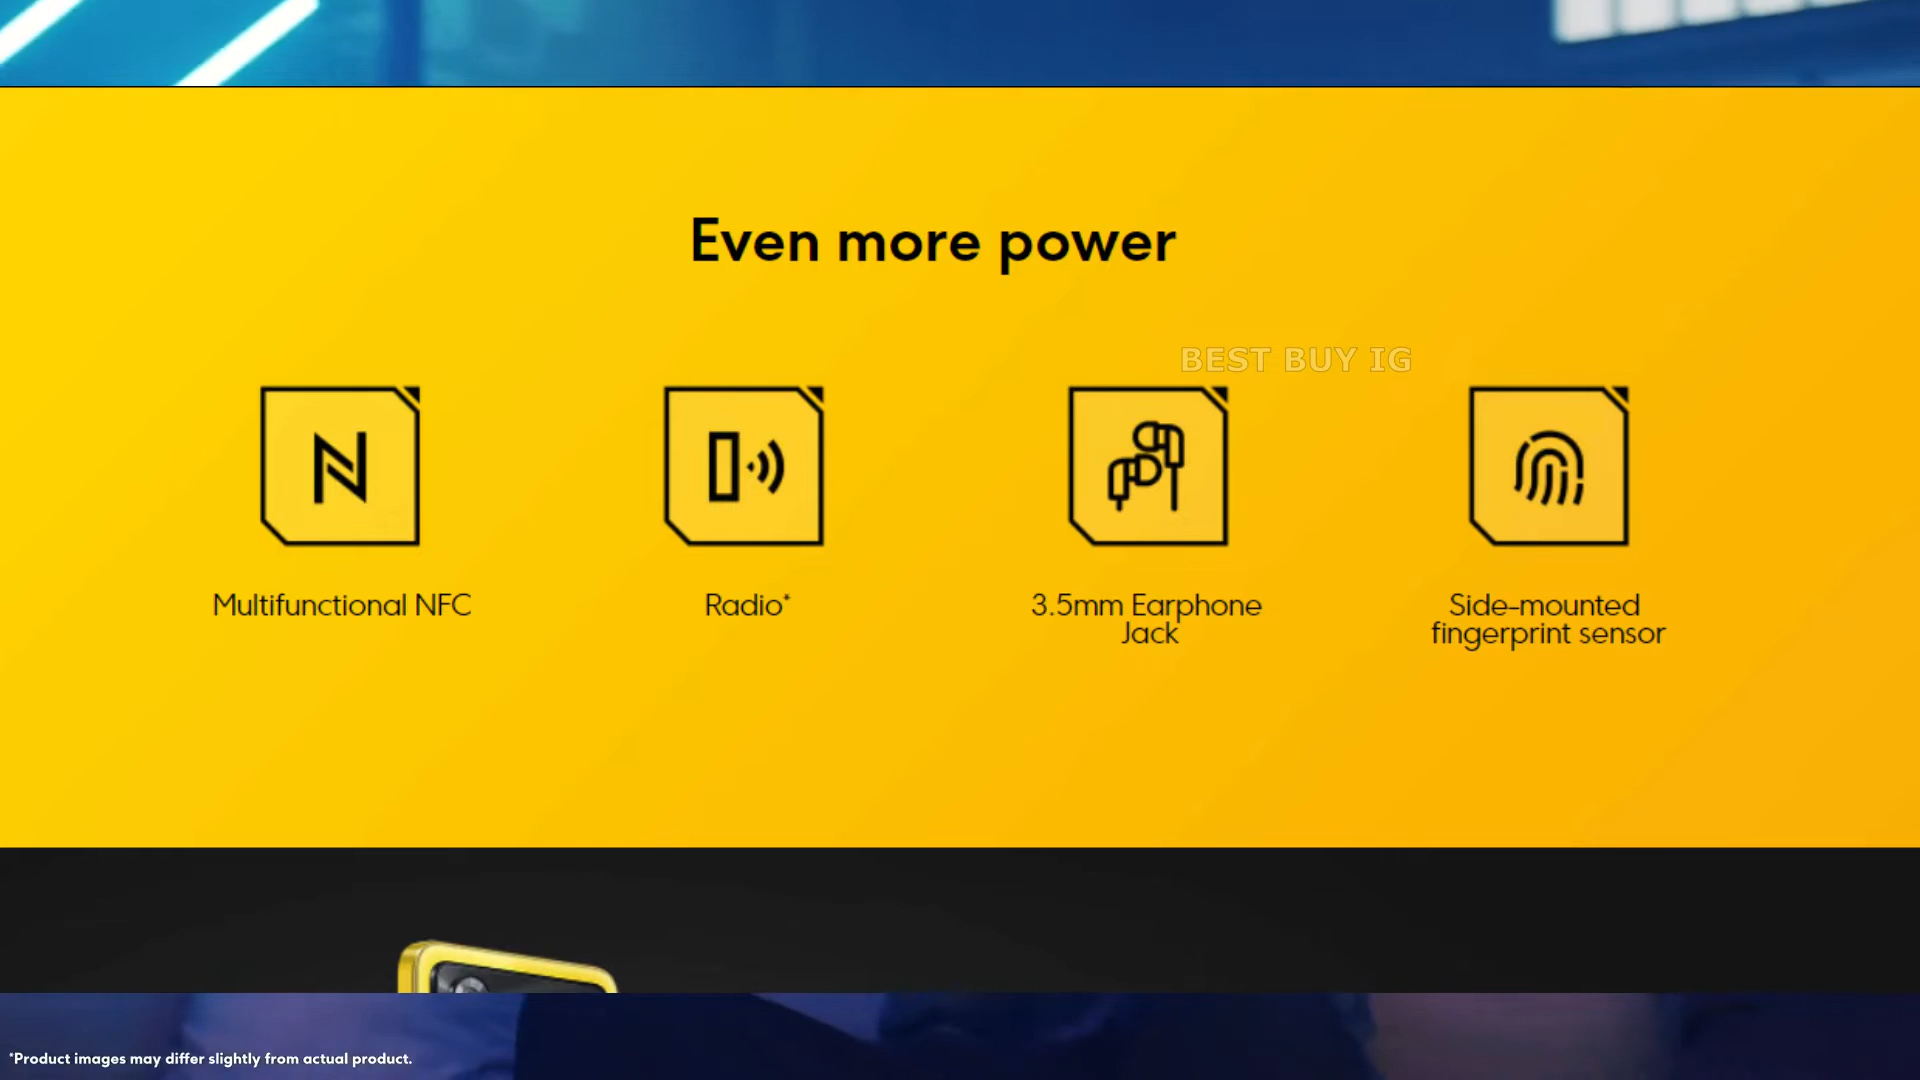 Even more power
BEST BUY IG
Multifunctional NFC
Radio*
3.5mm Earphone
Jack
Side-mounted
fingerprint sensor
*Product images may differ slightly from actual product.